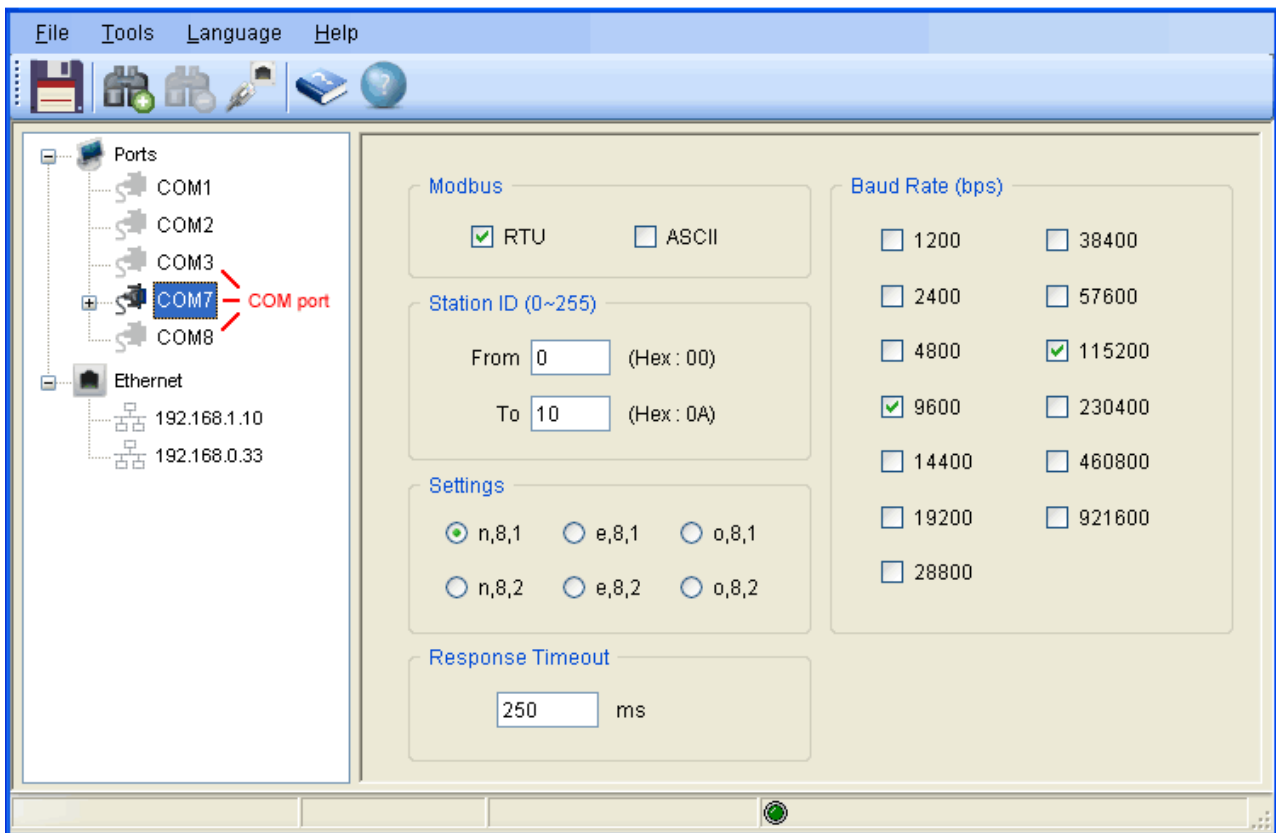 File Tools Language Help
Ports
COM1
COM2
COM3
COM7 COM port
COM8
Ethernet
192.168.1.10
192.168.0.33
Modbus
RTU ASCII
Station ID (0~255)
From 0 (Hex : 00)
To 10 (Hex : 0A)
Settings
n,8,1 e,8,1 o,8,1
n,8,2 e,8,2 o,8,2
Response Timeout
250 ms
Baud Rate (bps)
1200 38400
2400 57600
4800 115200
9600 230400
14400 460800
19200 921600
28800